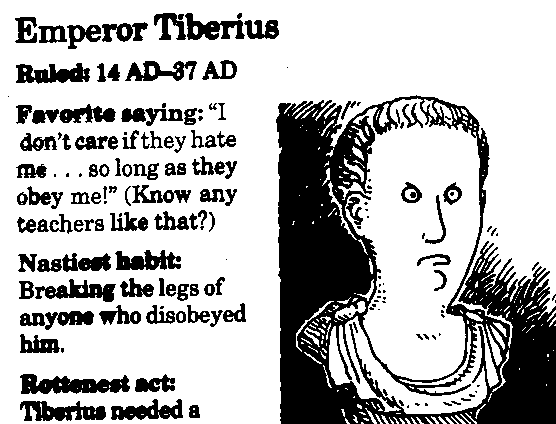 Emperor Tiberius
Ruled: 14 AD–37 AD
Favorite saying: “I
don’t care if they hate
me . . . so long as they
obey me!” (Know any
teachers like that?)
Nastiest habit:
Breaking the legs of
anyone who disobeyed
him.
Rottenest act:
Tiberius needed a